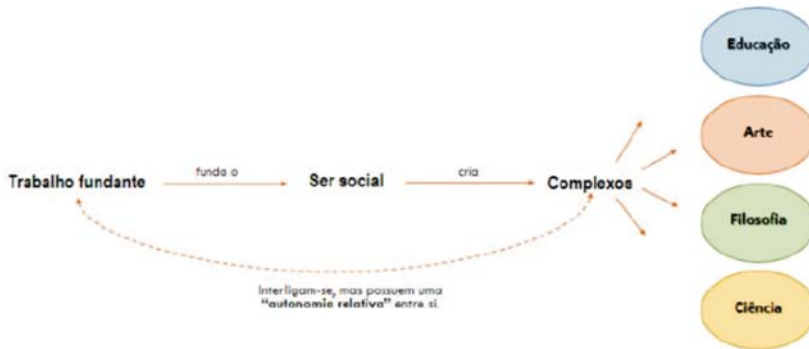 Educação
Arte
Trabalho fundante
funda o
Ser social
cria
Complexos
Filosofia
Interligam-se, mas possuem uma
“autonomia relativa” entre si.
Ciência